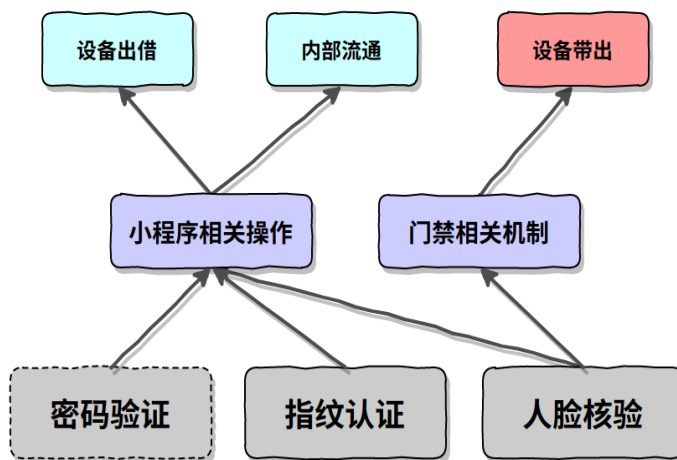 设备出借
内部流通
设备带出
小程序相关操作
门禁相关机制
密码验证
指纹认证
人脸核验